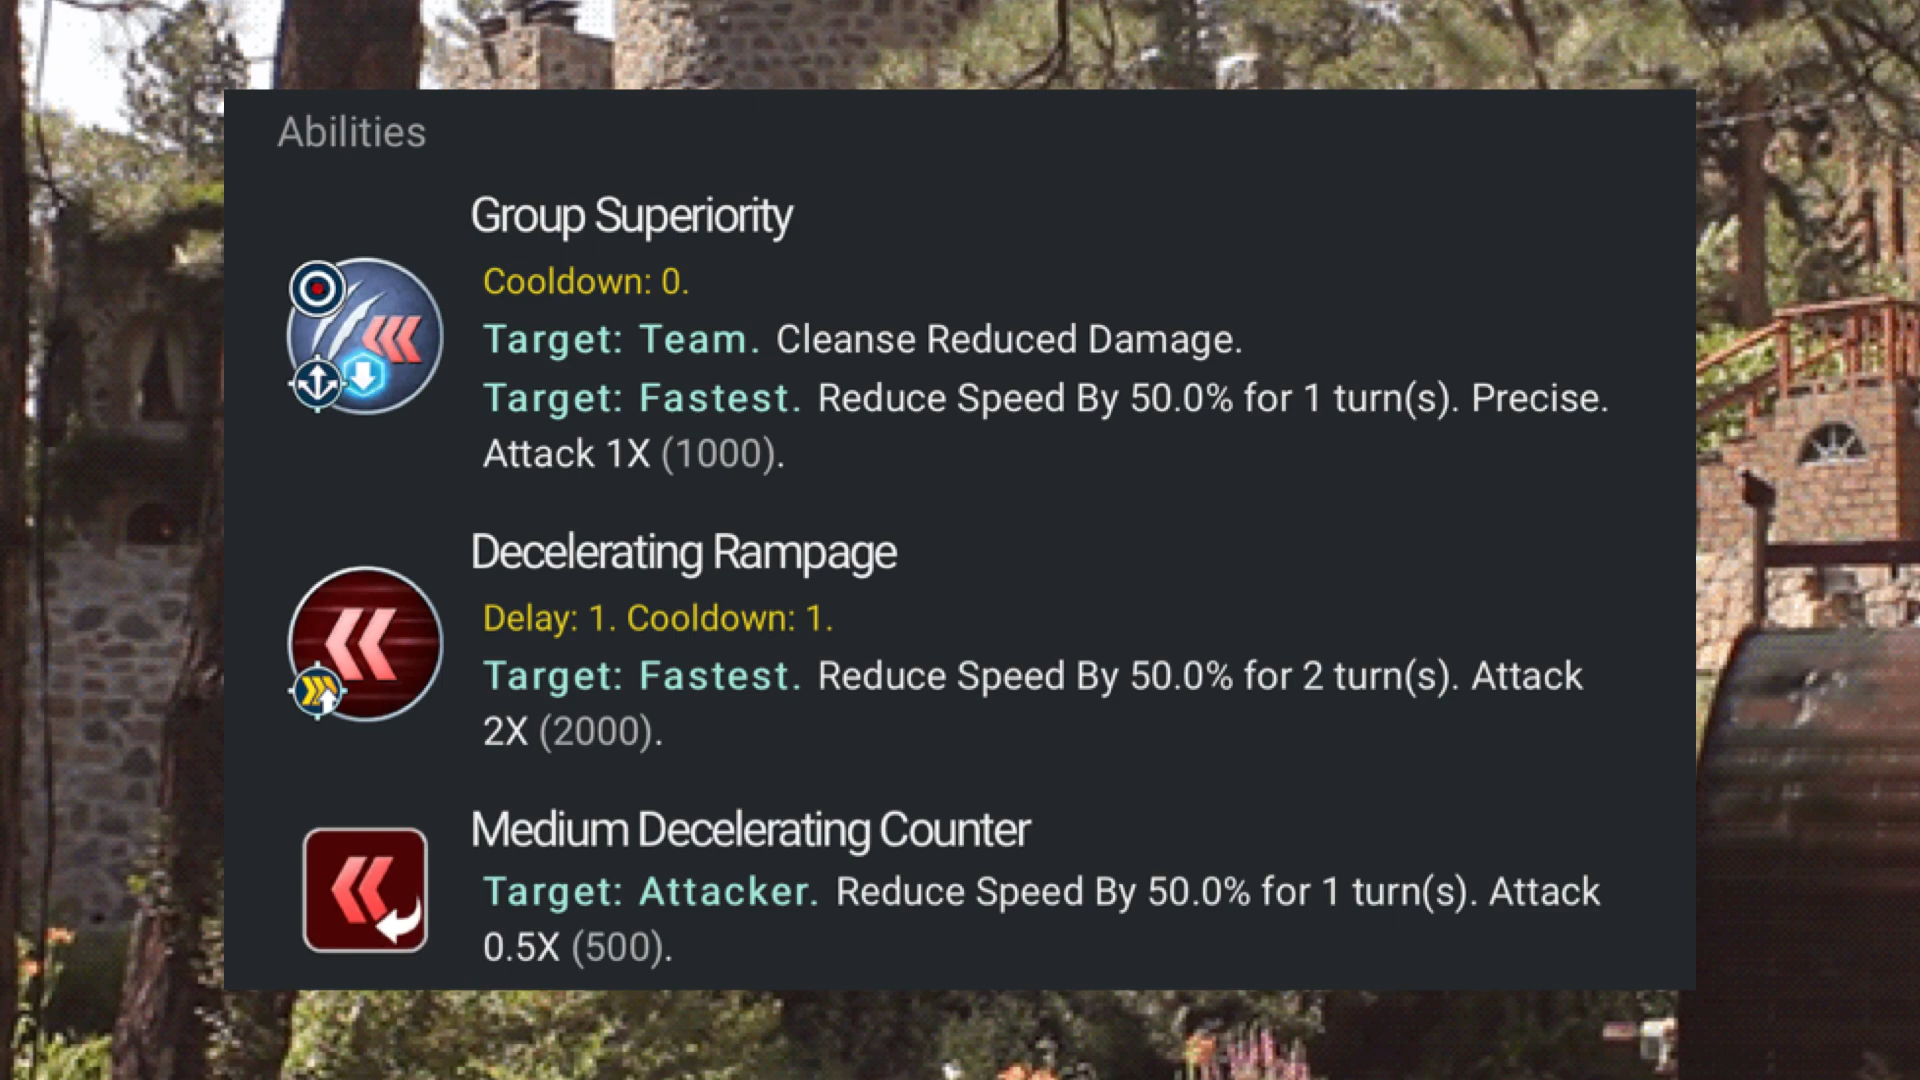 Abilities
Group Superiority
Cooldown: 0.
Target: Team. Cleanse Reduced Damage.
Target: Fastest. Reduce Speed By 50.0% for 1 turn(s). Precise.
Attack 1X (1000).
Decelerating Rampage
Delay: 1. Cooldown: 1.
Target: Fastest. Reduce Speed By 50.0% for 2 turn(s). Attack
2X (2000).
Medium Decelerating Counter
Target: Attacker. Reduce Speed By 50.0% for 1 turn(s). Attack
0.5X (500).